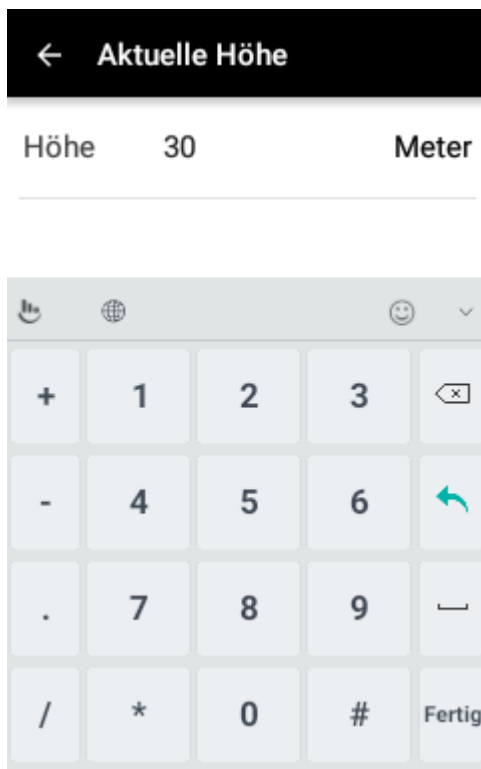 Aktuelle Höhe
Höhe 30 Meter
+ 1 2 3
- 4 5 6
. 7 8 9
/ * 0 # Fertig